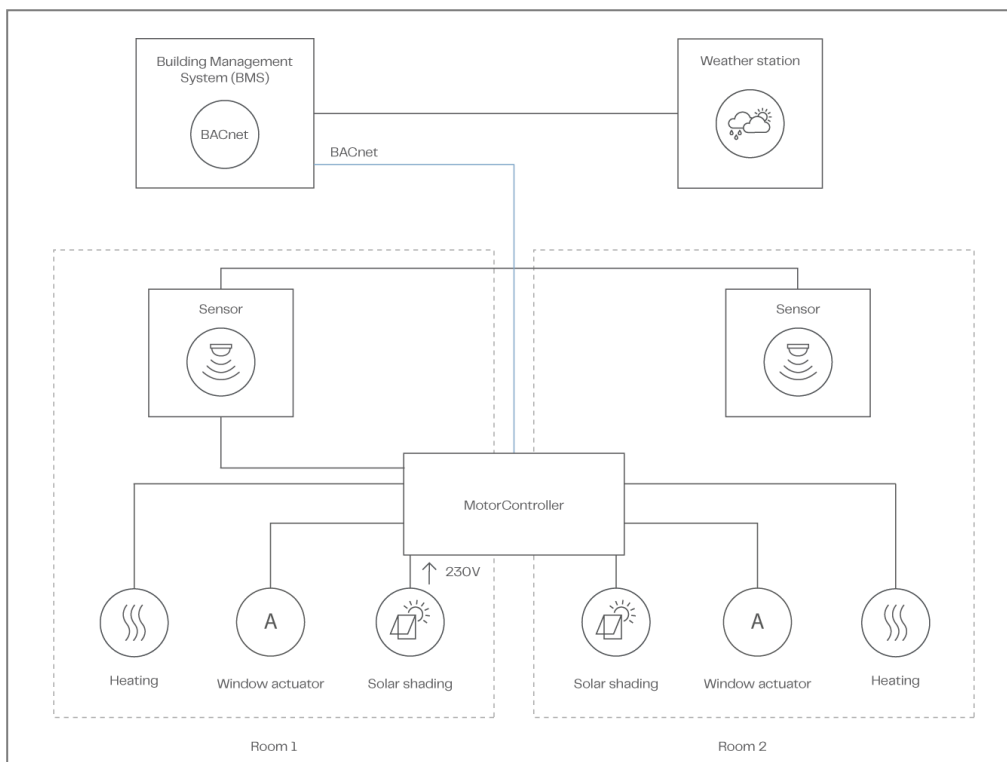 Building Management
System (BMS)
BACnet
Weather station
BACnet
Sensor
Sensor
MotorController
230V
A
A
Heating
Window actuator
Solar shading
Solar shading
Window actuator
Heating
Room 1
Room 2